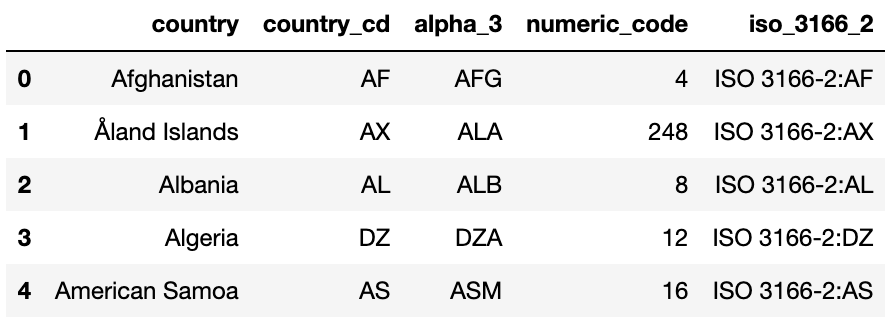 country country_cd alpha_3 numeric_code iso_3166_2
0 Afghanistan AF AFG 4 ISO 3166-2:AF
1 Åland Islands AX ALA 248 ISO 3166-2:AX
2 Albania AL ALB 8 ISO 3166-2:AL
3 Algeria DZ DZA 12 ISO 3166-2:DZ
4 American Samoa AS ASM 16 ISO 3166-2:AS